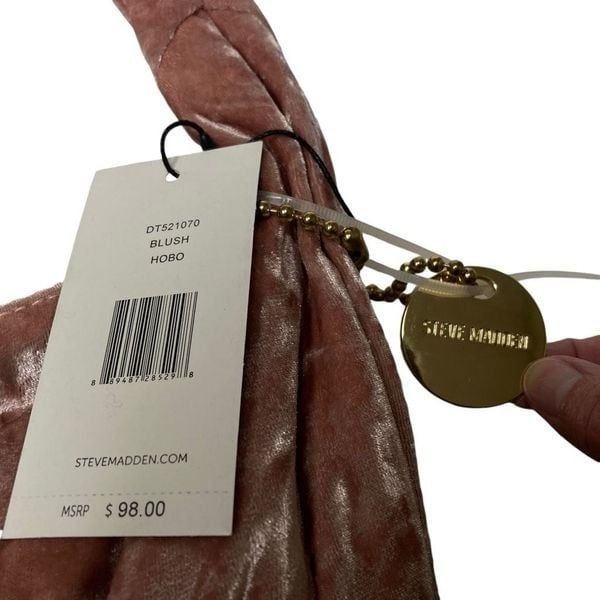 DT521070
BLUSH
HOBO
8 89487 28529 8
STEVEMADDEN.COM
MSRP $ 98.00
STEVE MADDEN